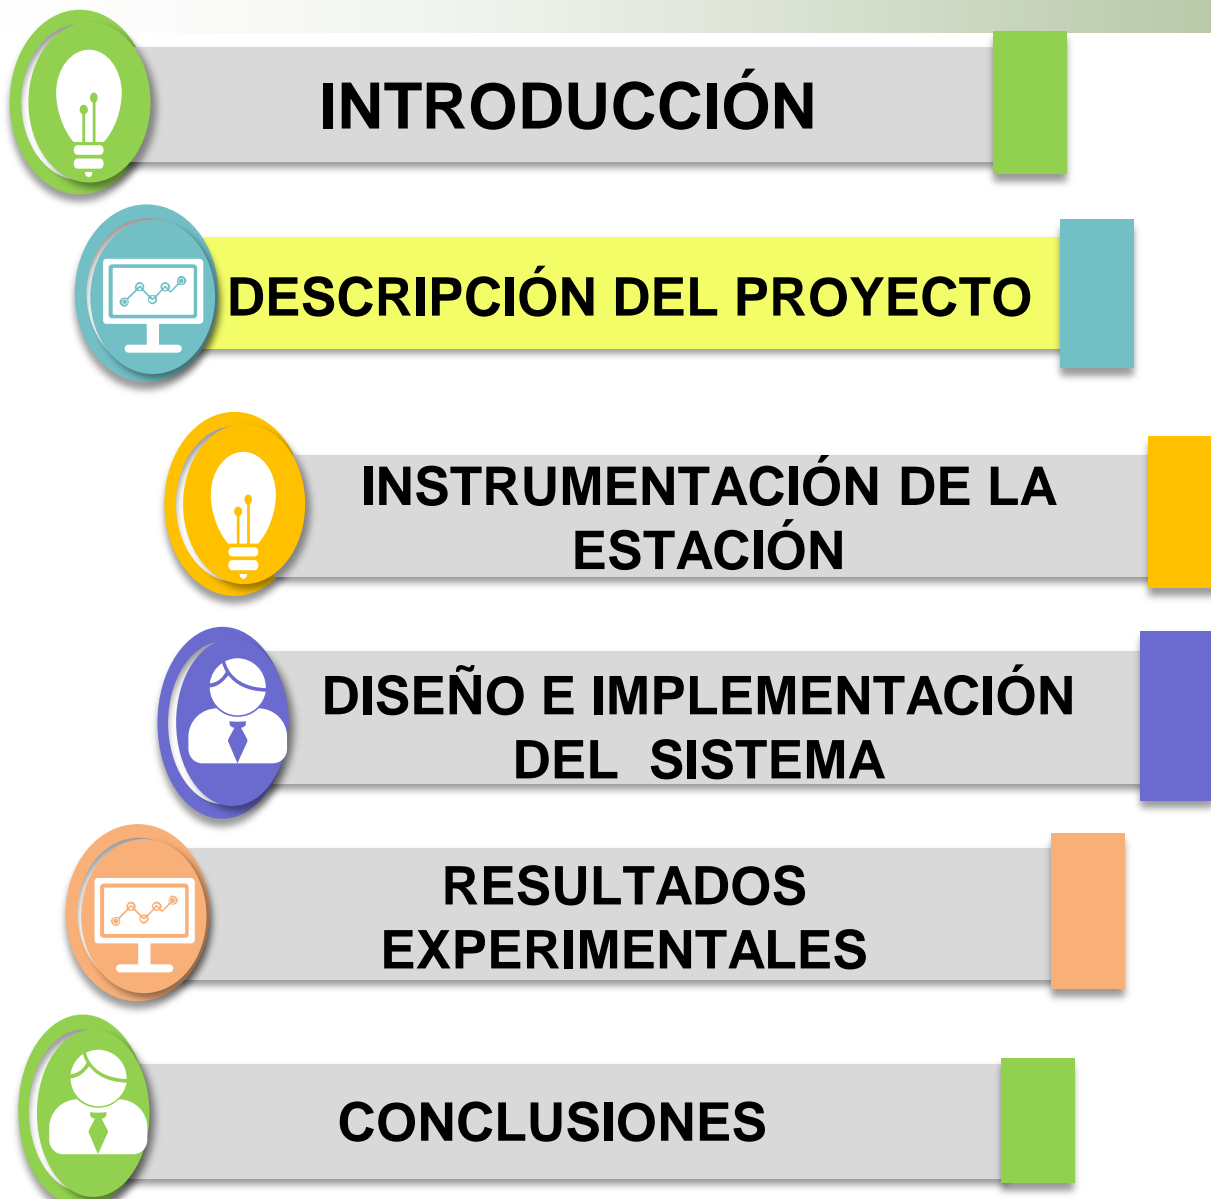 INTRODUCCIÓN
DESCRIPCIÓN DEL PROYECTO
INSTRUMENTACIÓN DE LA
ESTACIÓN
DISEÑO E IMPLEMENTACIÓN
DEL SISTEMA
RESULTADOS
EXPERIMENTALES
CONCLUSIONES